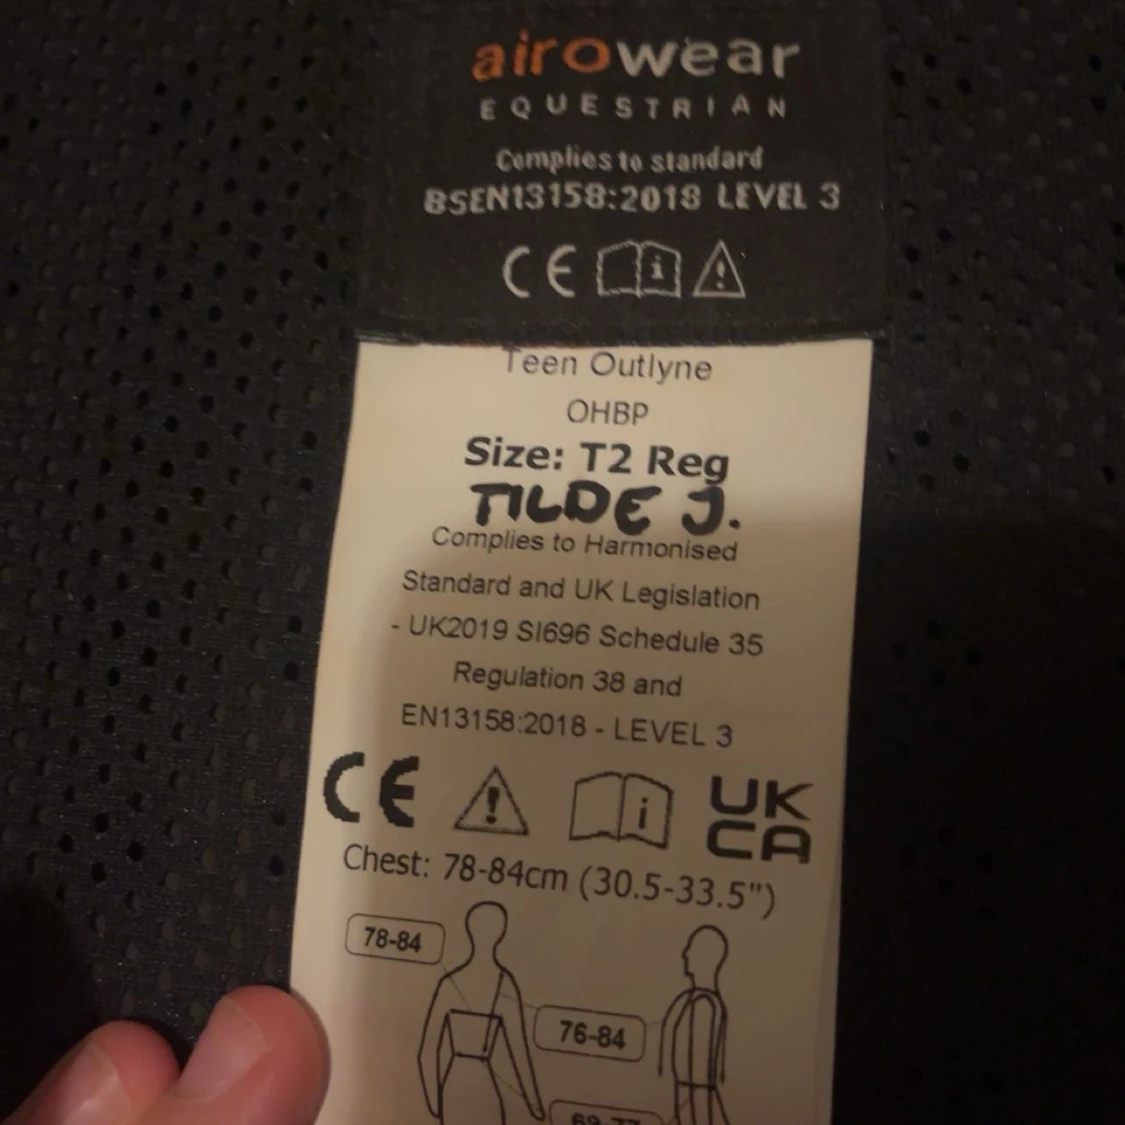 airowear
EQUESTRIAN
Complies to standard
BSEN13158:2018 LEVEL 3
CE
Teen Outlyne
OHBP
Size: T2 Reg
TILDE J.
Complies to Harmonised
Standard and UK Legislation
- UK2019 SI696 Schedule 35
Regulation 38 and
EN13158:2018 - LEVEL 3
CE UK CA
Chest: 78-84cm (30.5-33.5")
78-84
76-84
69-77